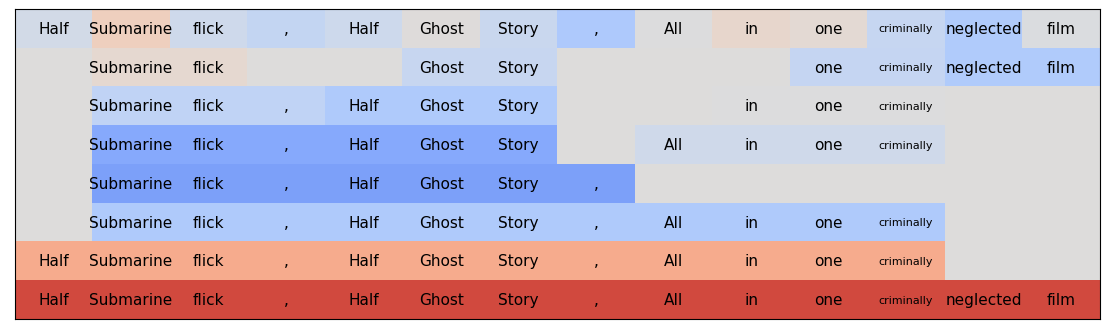 Half Submarine flick , Half Ghost Story , All in one criminally neglected film
Submarine flick Ghost Story one criminally neglected film
Submarine flick , Half Ghost Story in one criminally
Submarine flick , Half Ghost Story All in one criminally
Submarine flick , Half Ghost Story ,
Submarine flick , Half Ghost Story , All in one criminally
Half Submarine flick , Half Ghost Story , All in one criminally
Half Submarine flick , Half Ghost Story , All in one criminally neglected film